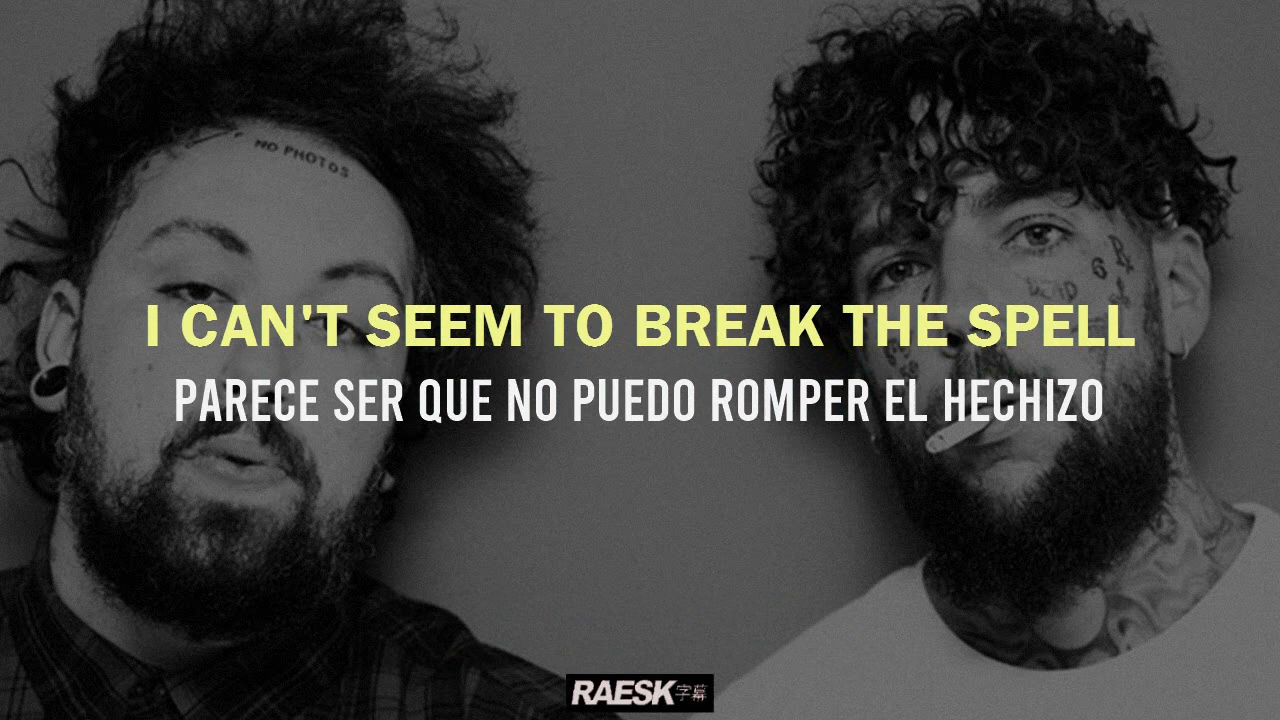 NO PHOTOS
6
I CAN'T SEEM TO BREAK THE SPELL
PARECE SER QUE NO PUEDO ROMPER EL HECHIZO
RAESK字幕